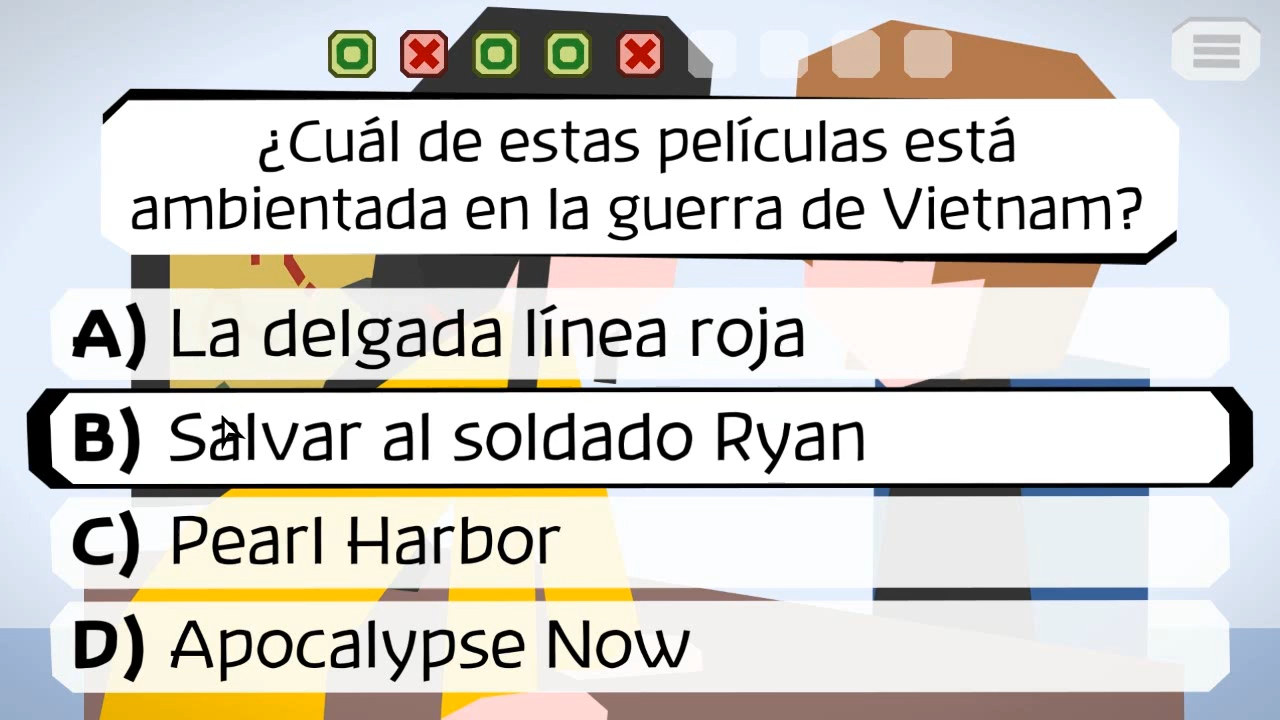 ¿Cuál de estas películas está
ambientada en la guerra de Vietnam?
A) La delgada línea roja
B) Salvar al soldado Ryan
C) Pearl Harbor
D) Apocalypse Now